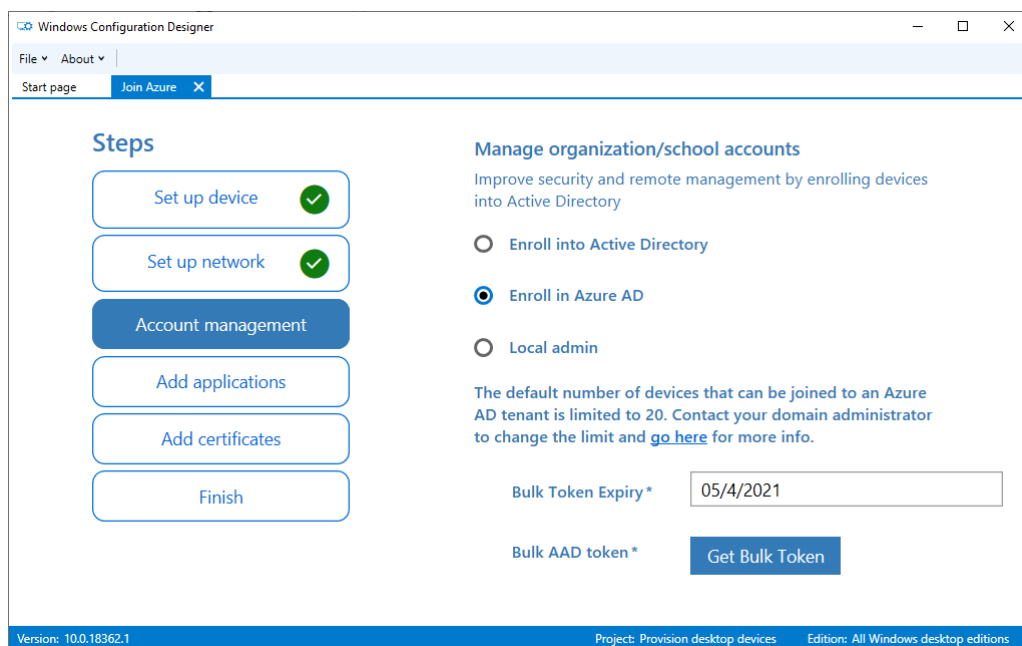 Windows Configuration Designer
File About
Start page Join Azure
Steps
Set up device
Set up network
Account management
Add applications
Add certificates
Finish
Manage organization/school accounts
Improve security and remote management by enrolling devices
into Active Directory
Enroll into Active Directory
Enroll in Azure AD
Local admin
The default number of devices that can be joined to an Azure
AD tenant is limited to 20. Contact your domain administrator
to change the limit and go here for more info.
Bulk Token Expiry* 05/4/2021
Bulk AAD token* Get Bulk Token
Version: 10.0.18362.1 Project: Provision desktop devices Edition: All Windows desktop editions